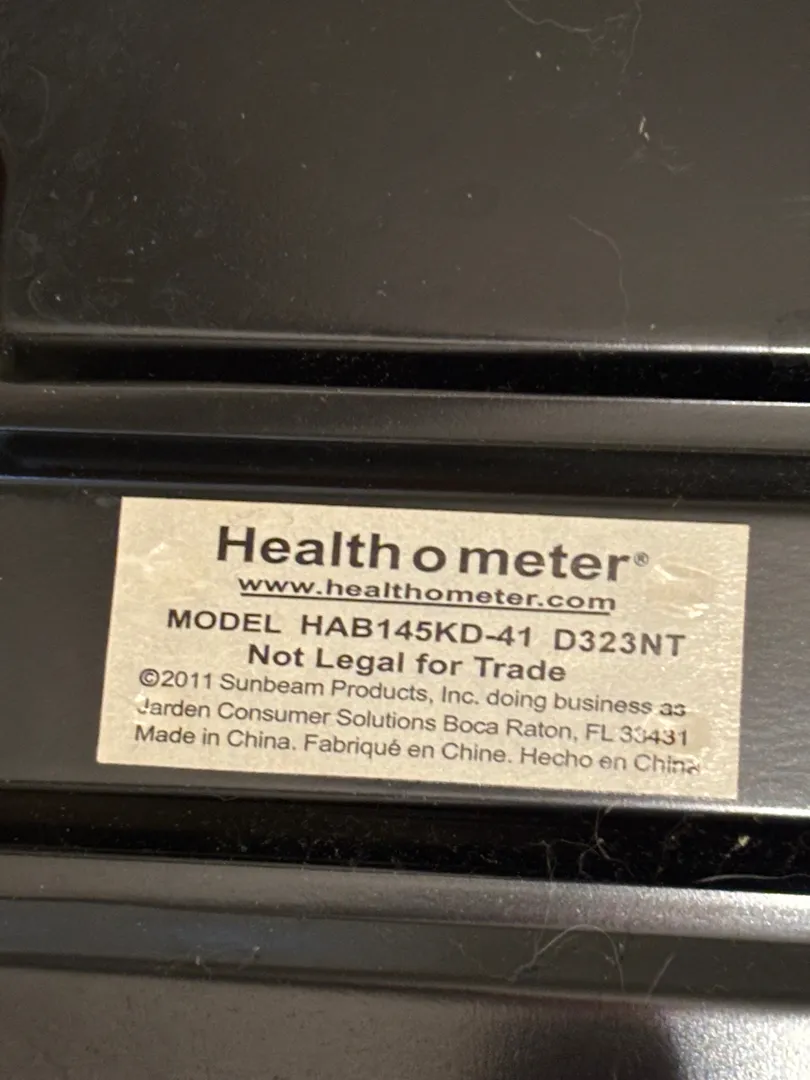 Health o meter®
www.healthometer.com
MODEL HAB145KD-41 D323NT
Not Legal for Trade
©2011 Sunbeam Products, Inc. doing business as
Jarden Consumer Solutions Boca Raton, FL 33431
Made in China. Fabriqué en Chine. Hecho en China